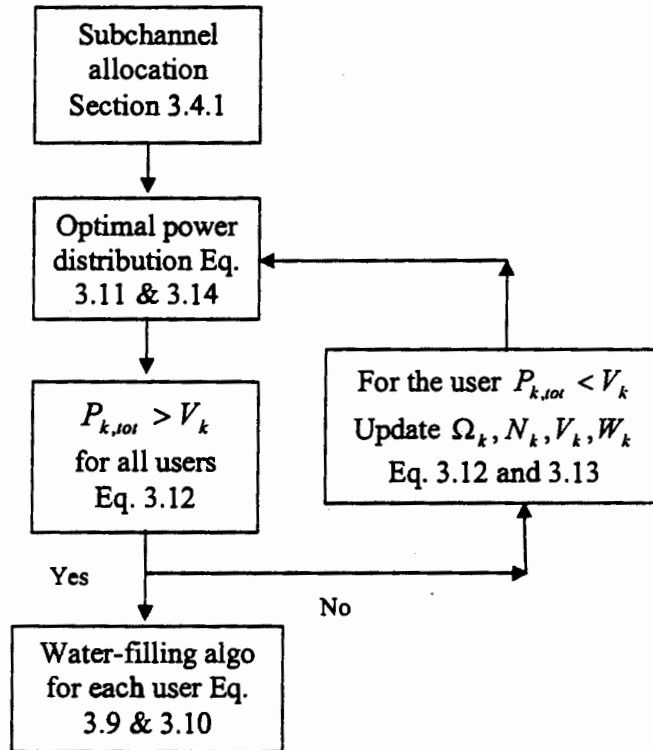 Subchannel
allocation
Section 3.4.1
Optimal power
distribution Eq.
3.11 & 3.14
P_{k,tot} > V_k
for all users
Eq. 3.12
For the user P_{k,tot} < V_k
Update Ω_k, N_k, V_k, W_k
Eq. 3.12 and 3.13
Yes
No
Water-filling algo
for each user Eq.
3.9 & 3.10